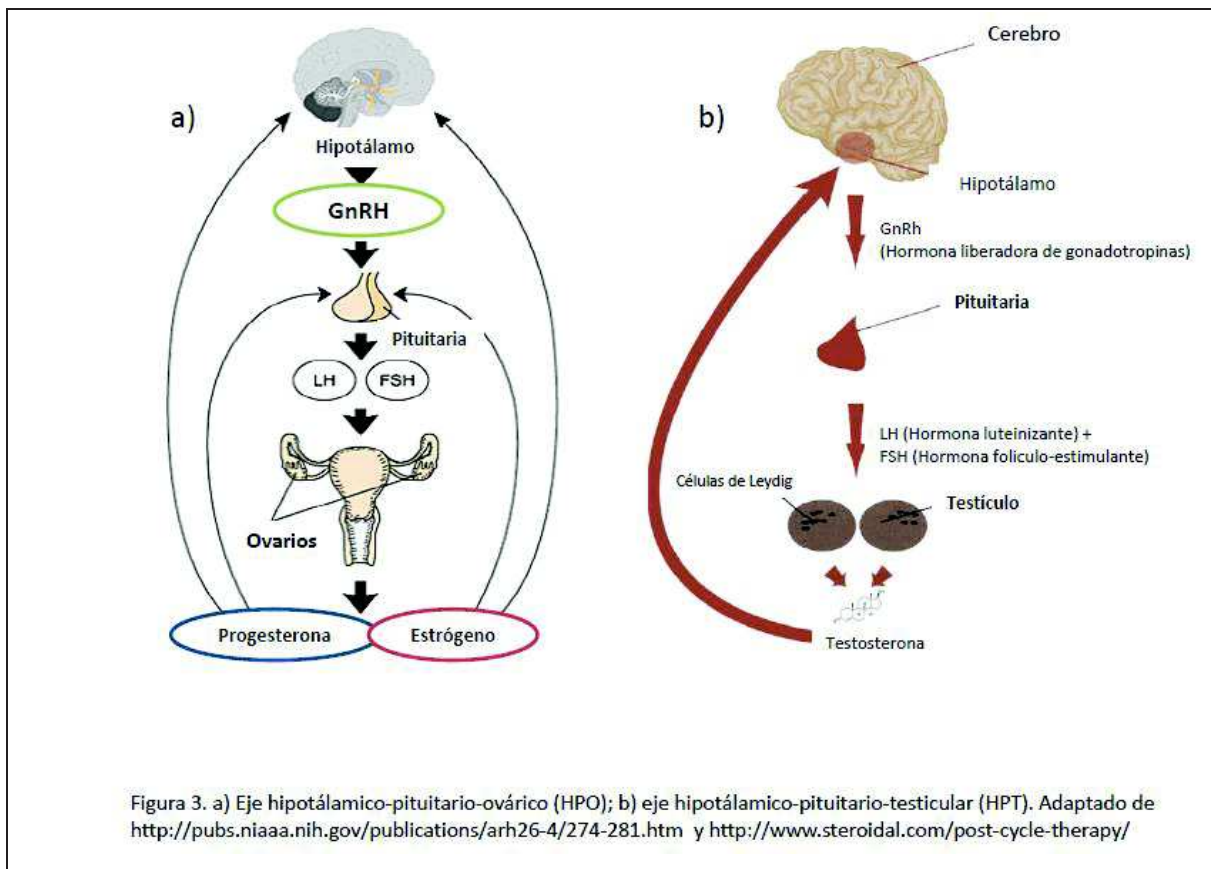 a)
Hipotálamo
GnRH
Pituitaria
LH
FSH
Ovarios
Progesterona
Estrógeno
b)
Cerebro
Hipotálamo
GnRh
(Hormona liberadora de gonadotropinas)
Pituitaria
LH (Hormona luteinizante) +
FSH (Hormona foliculo-estimulante)
Células de Leydig
Testículo
Testosterona
Figura 3. a) Eje hipotálamico-pituitario-ovárico (HPO); b) eje hipotálamico-pituitario-testicular (HPT). Adaptado de
http://pubs.niaaa.nih.gov/publications/arh26-4/274-281.htm y http://www.steroidal.com/post-cycle-therapy/